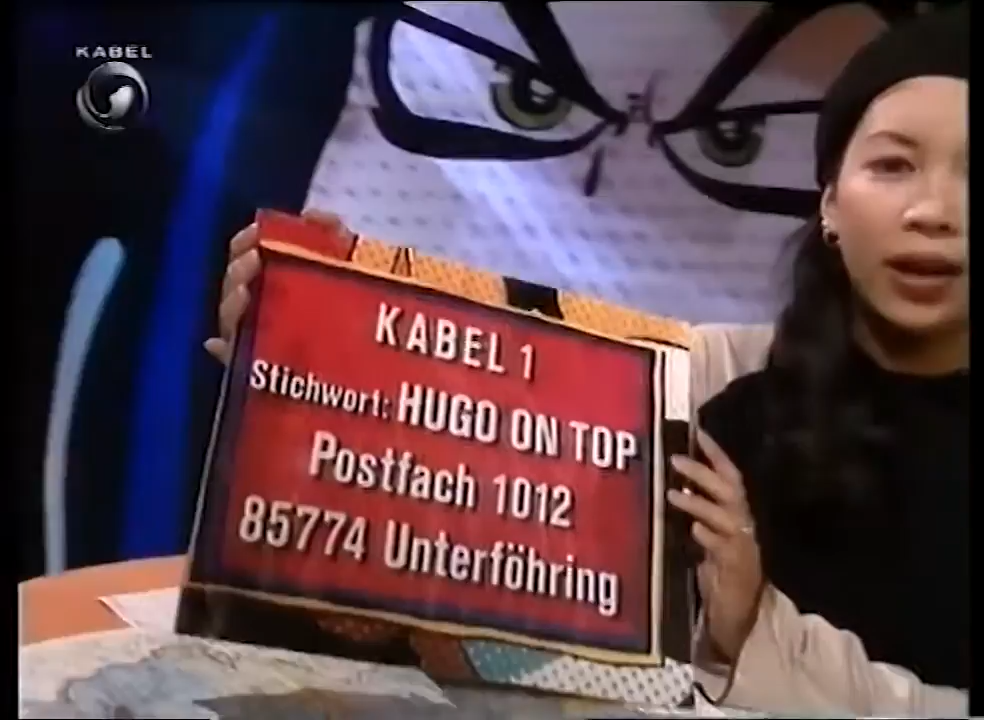 KABEL
KABEL 1
Stichwort: HUGO ON TOP
Postfach 1012
85774 Unterföhring